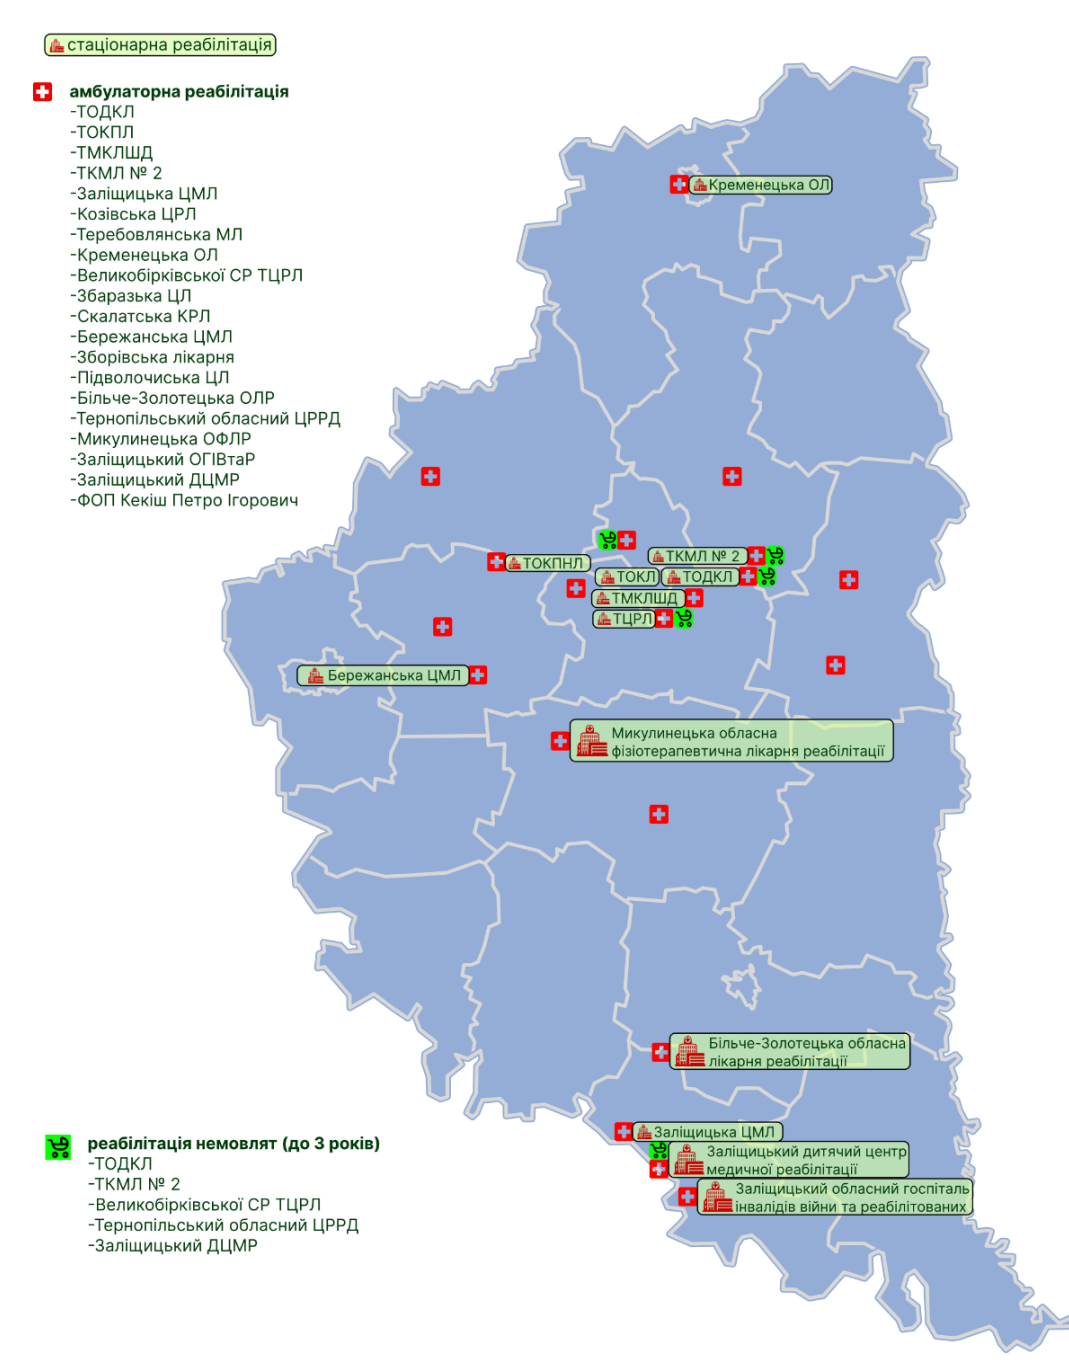 стаціонарна реабілітація
амбулаторна реабілітація
-ТОДКЛ
-ТОКПЛ
-ТМКЛШД
-ТКМЛ № 2
-Заліщицька ЦМЛ
-Козівська ЦРЛ
-Теребовлянська МЛ
-Кременецька ОЛ
-Великобірківської СР ТЦРЛ
-Збаразька ЦЛ
-Скалатська КРЛ
-Бережанська ЦМЛ
-Зборівська лікарня
-Підволочиська ЦЛ
-Більче-Золотецька ОЛР
-Тернопільський обласний ЦРРД
-Микулинецька ОФЛР
-Заліщицький ОГІВтаР
-Заліщицький ДЦМР
-ФОП Кекіш Петро Ігорович
Кременецька ОЛ
ТКМЛ № 2
ТОКПНЛ
ТОКЛ
ТОДКЛ
ТМКЛШД
ТЦРЛ
Бережанська ЦМЛ
Микулинецька обласна
фізіотерапевтична лікарня реабілітації
Більче-Золотецька обласна
лікарня реабілітації
Заліщицька ЦМЛ
Заліщицький дитячий центр
медичної реабілітації
Заліщицький обласний госпіталь
інвалідів війни та реабілітованих
реабілітація немовлят (до 3 років)
-ТОДКЛ
-ТКМЛ № 2
-Великобірківської СР ТЦРЛ
-Тернопільський обласний ЦРРД
-Заліщицький ДЦМР